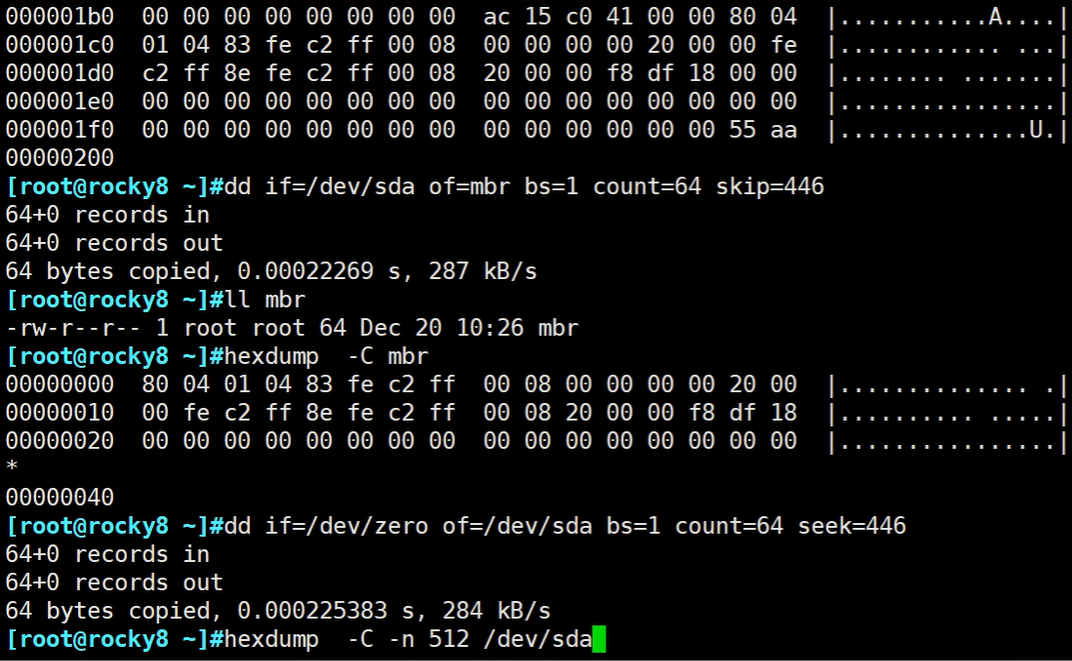 000001b0  00 00 00 00 00 00 00 00  ac 15 c0 41 00 00 80 04  |...........A....|
000001c0  01 04 83 fe c2 ff 00 08  00 00 00 00 20 00 00 fe  |............ ...|
000001d0  c2 ff 8e fe c2 ff 00 08  20 00 00 f8 df 18 00 00  |........ .......|
000001e0  00 00 00 00 00 00 00 00  00 00 00 00 00 00 00 00  |................|
000001f0  00 00 00 00 00 00 00 00  00 00 00 00 00 00 55 aa  |..............U.|
00000200
[root@rocky8 ~]#dd if=/dev/sda of=mbr bs=1 count=64 skip=446
64+0 records in
64+0 records out
64 bytes copied, 0.00022269 s, 287 kB/s
[root@rocky8 ~]#ll mbr
-rw-r--r-- 1 root root 64 Dec 20 10:26 mbr
[root@rocky8 ~]#hexdump  -C mbr
00000000  80 04 01 04 83 fe c2 ff  00 08 00 00 00 00 20 00  |.............. .|
00000010  00 fe c2 ff 8e fe c2 ff  00 08 20 00 00 f8 df 18  |.......... .....|
00000020  00 00 00 00 00 00 00 00  00 00 00 00 00 00 00 00  |................|
*
00000040
[root@rocky8 ~]#dd if=/dev/zero of=/dev/sda bs=1 count=64 seek=446
64+0 records in
64+0 records out
64 bytes copied, 0.000225383 s, 284 kB/s
[root@rocky8 ~]#hexdump  -C -n 512 /dev/sda